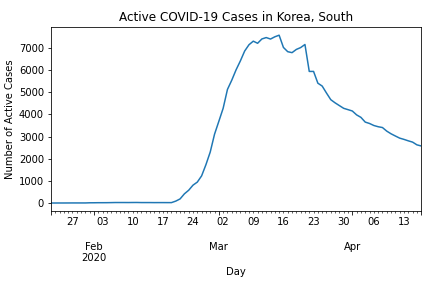 Active COVID-19 Cases in Korea, South
Number of Active Cases
7000
6000
5000
4000
3000
2000
1000
0
27 03 10 17 24 02 09 16 23 30 06 13
Feb Mar Apr
2020
Day